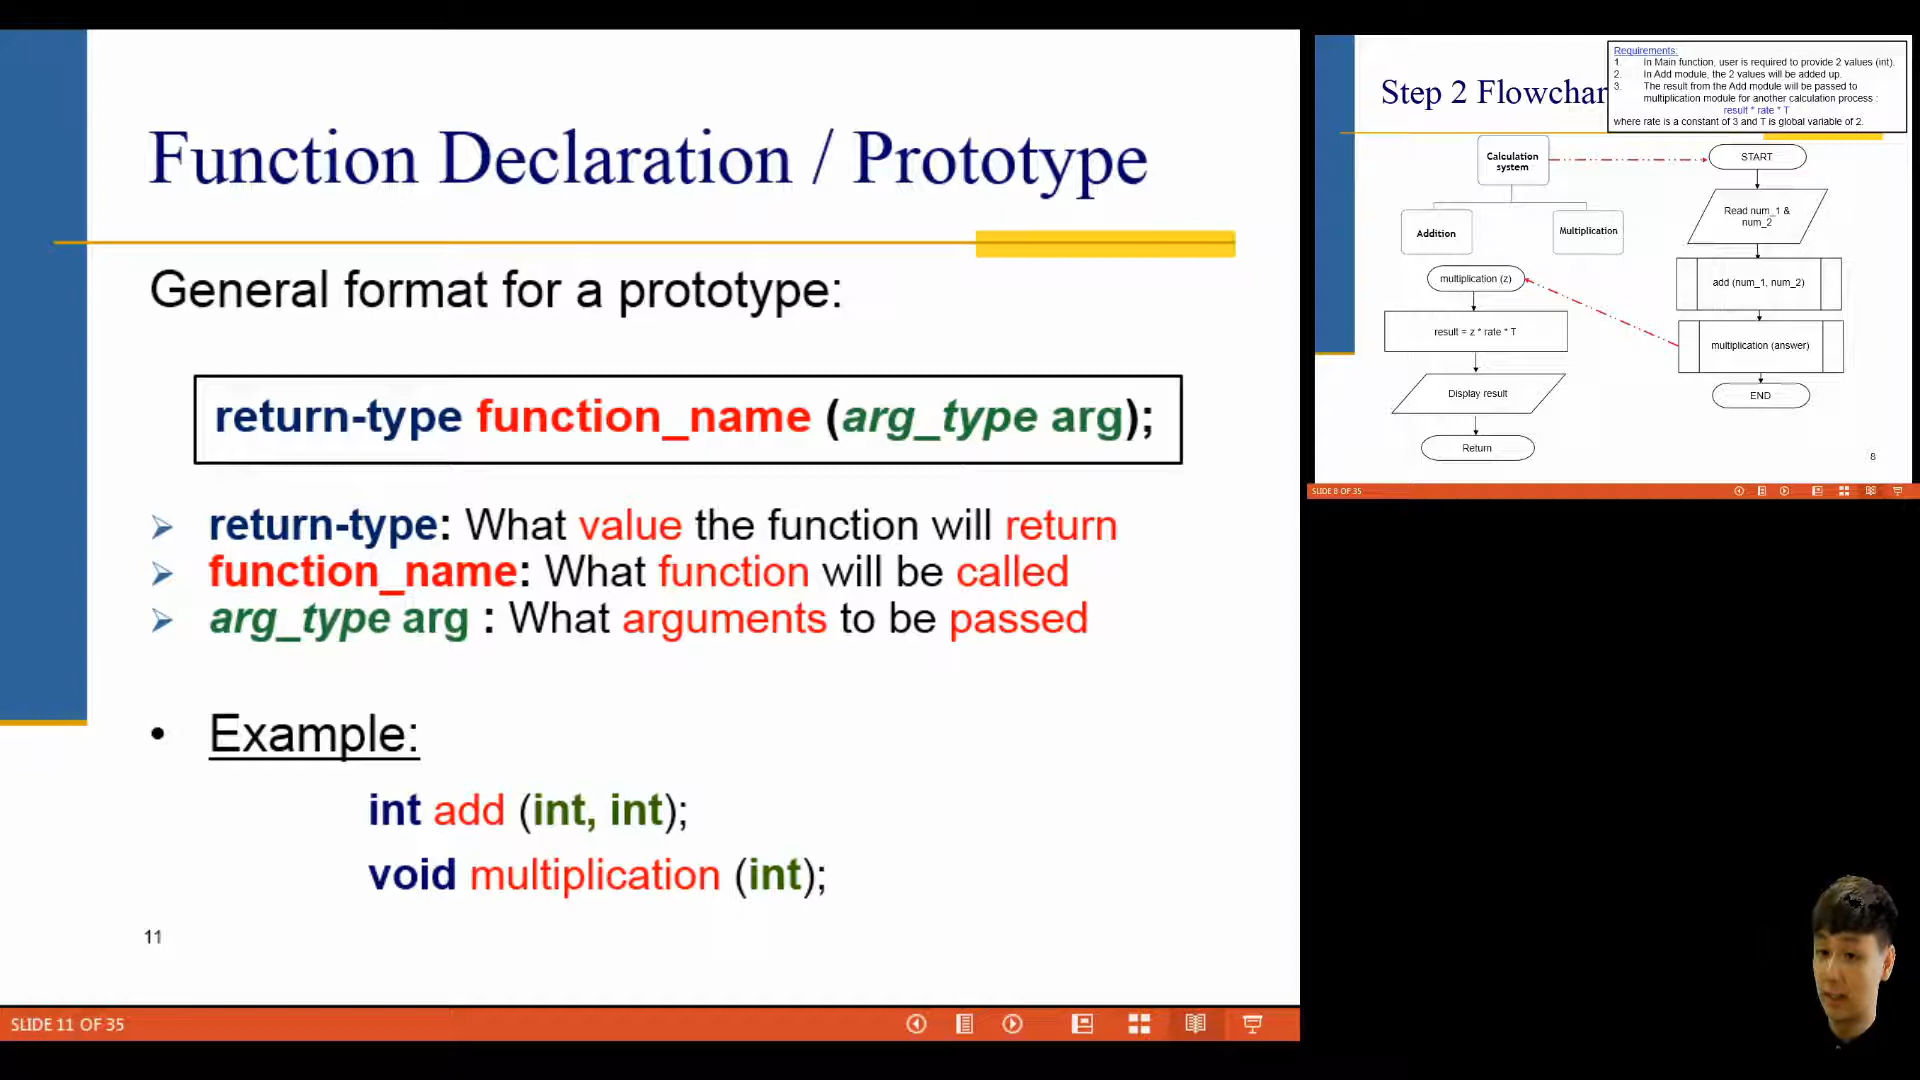 Function Declaration / Prototype
General format for a prototype:
return-type function_name (arg_type arg);
return-type: What value the function will return
function_name: What function will be called
arg_type arg : What arguments to be passed
• Example:
int add (int, int);
void multiplication (int);
11
SLIDE 11 OF 35
Step 2 Flowchar
Requirements:
1. In Main function, user is required to provide 2 values (int).
2. In Add module, the 2 values will be added up.
3. The result from the Add module will be passed to
multiplication module for another calculation process :
result * rate * T
where rate is a constant of 3 and T is global variable of 2.
Calculation
system
Addition
Multiplication
multiplication (z)
result = z * rate * T
Display result
Return
START
Read num_1 &
num_2
add (num_1, num_2)
multiplication (answer)
END
8
SLIDE 8 OF 35